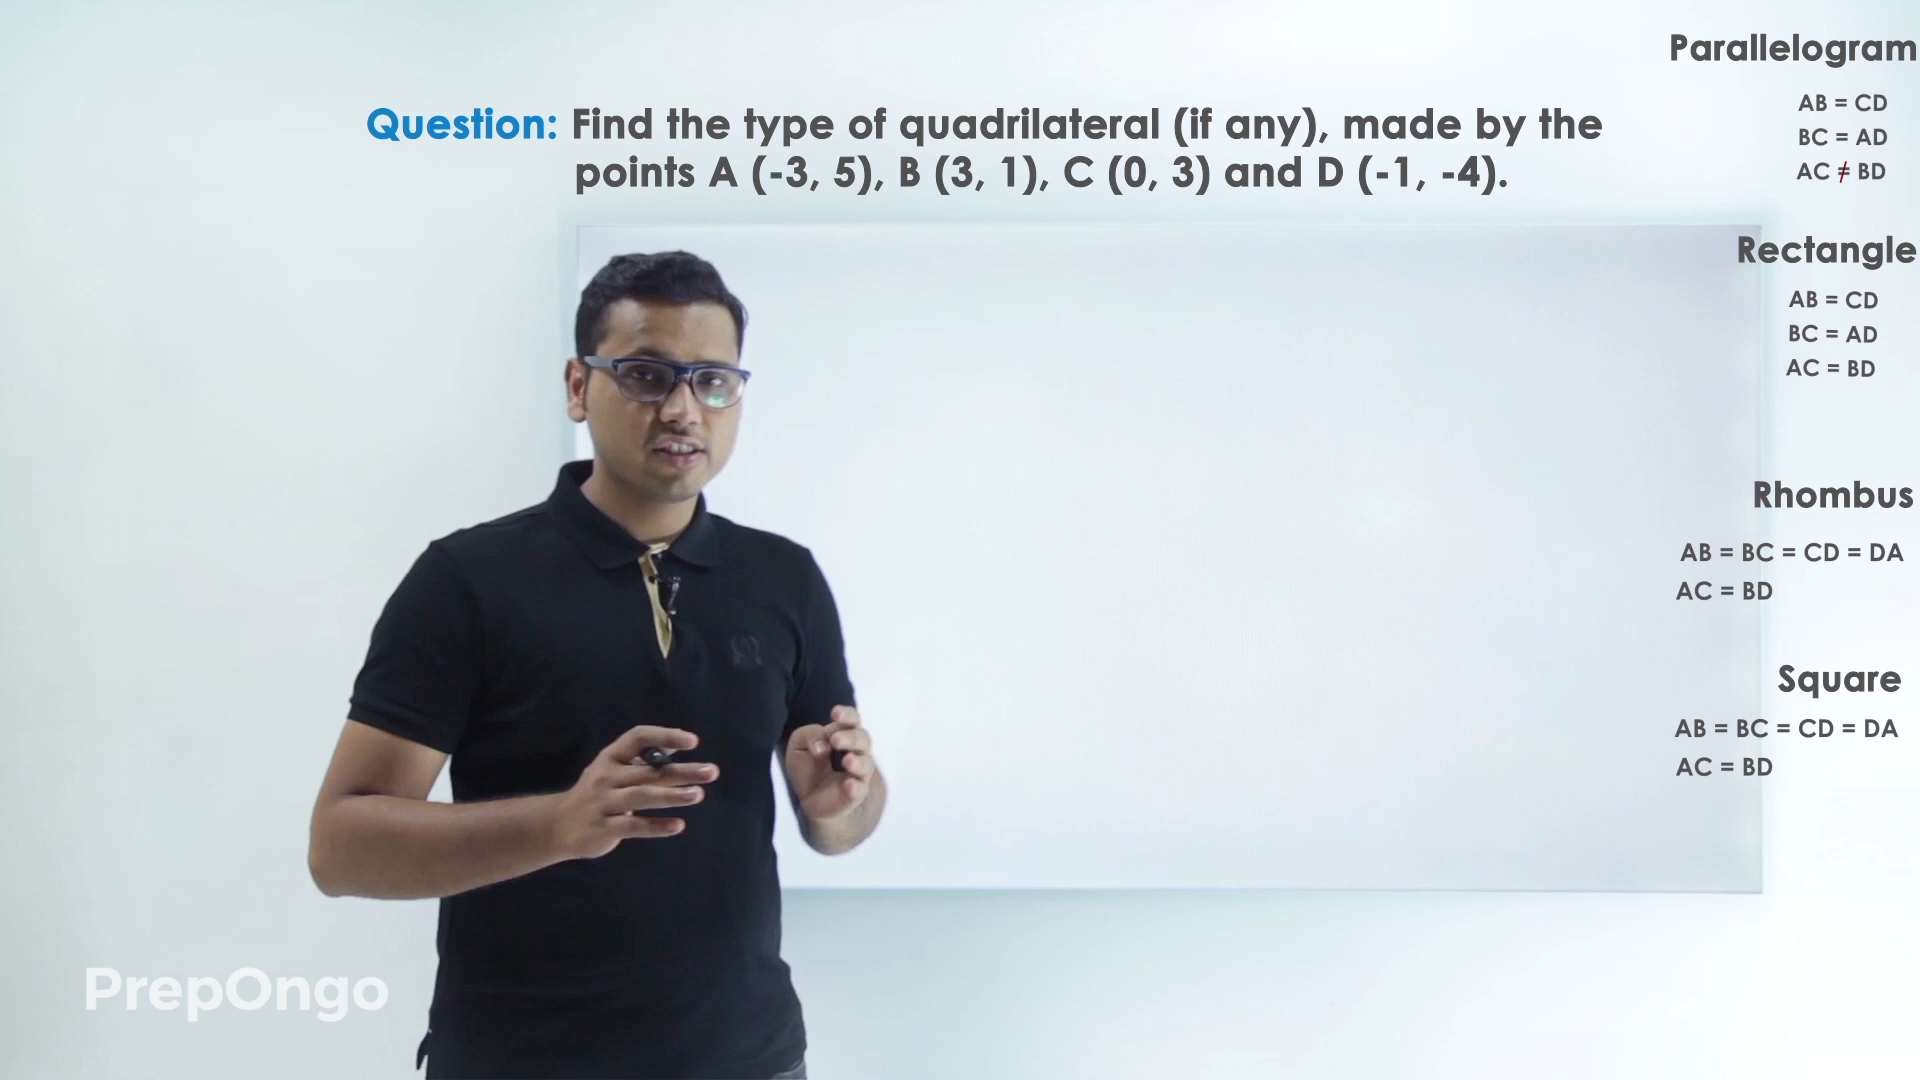 Question: Find the type of quadrilateral (if any), made by the
points A (-3, 5), B (3, 1), C (0, 3) and D (-1, -4).
Parallelogram
AB = CD
BC = AD
AC ≠ BD
Rectangle
AB = CD
BC = AD
AC = BD
Rhombus
AB = BC = CD = DA
AC = BD
Square
AB = BC = CD = DA
AC = BD
PrepOngo